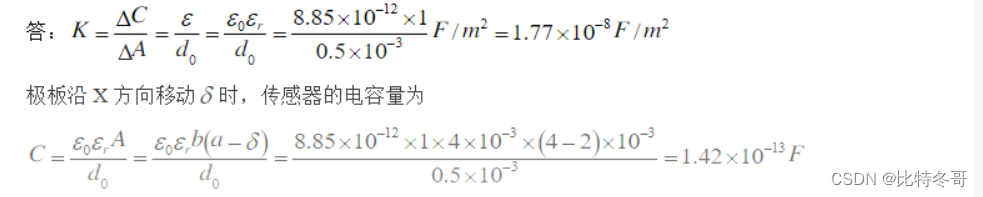 答：K = ΔC/ΔA = ε/d₀ = ε₀εᵣ/d₀ = 8.85×10⁻¹²×1/0.5×10⁻³ F/m² = 1.77×10⁻⁸ F/m²
极板沿 X 方向移动 δ 时，传感器的电容量为
C = ε₀εᵣA/d₀ = ε₀εᵣb(a−δ)/d₀ = 8.85×10⁻¹²×1×4×10⁻³×(4−2)×10⁻³/0.5×10⁻³ = 1.42×10⁻¹³ F
CSDN @比特冬哥